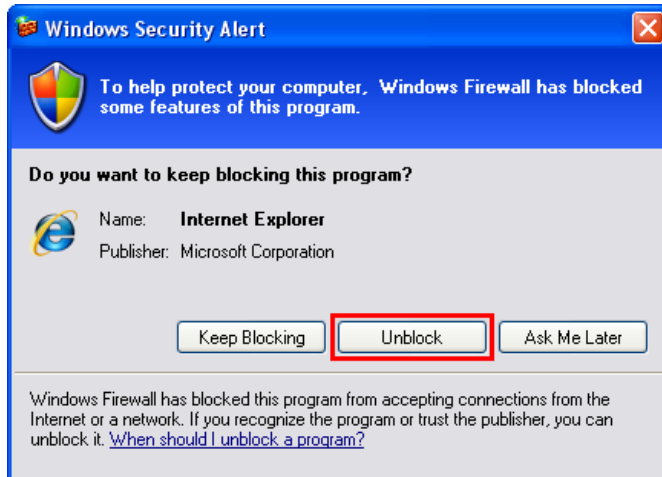 Windows Security Alert
To help protect your computer, Windows Firewall has blocked
some features of this program.
Do you want to keep blocking this program?
Name: Internet Explorer
Publisher: Microsoft Corporation
Keep Blocking Unblock Ask Me Later
Windows Firewall has blocked this program from accepting connections from the
Internet or a network. If you recognize the program or trust the publisher, you can
unblock it. When should I unblock a program?